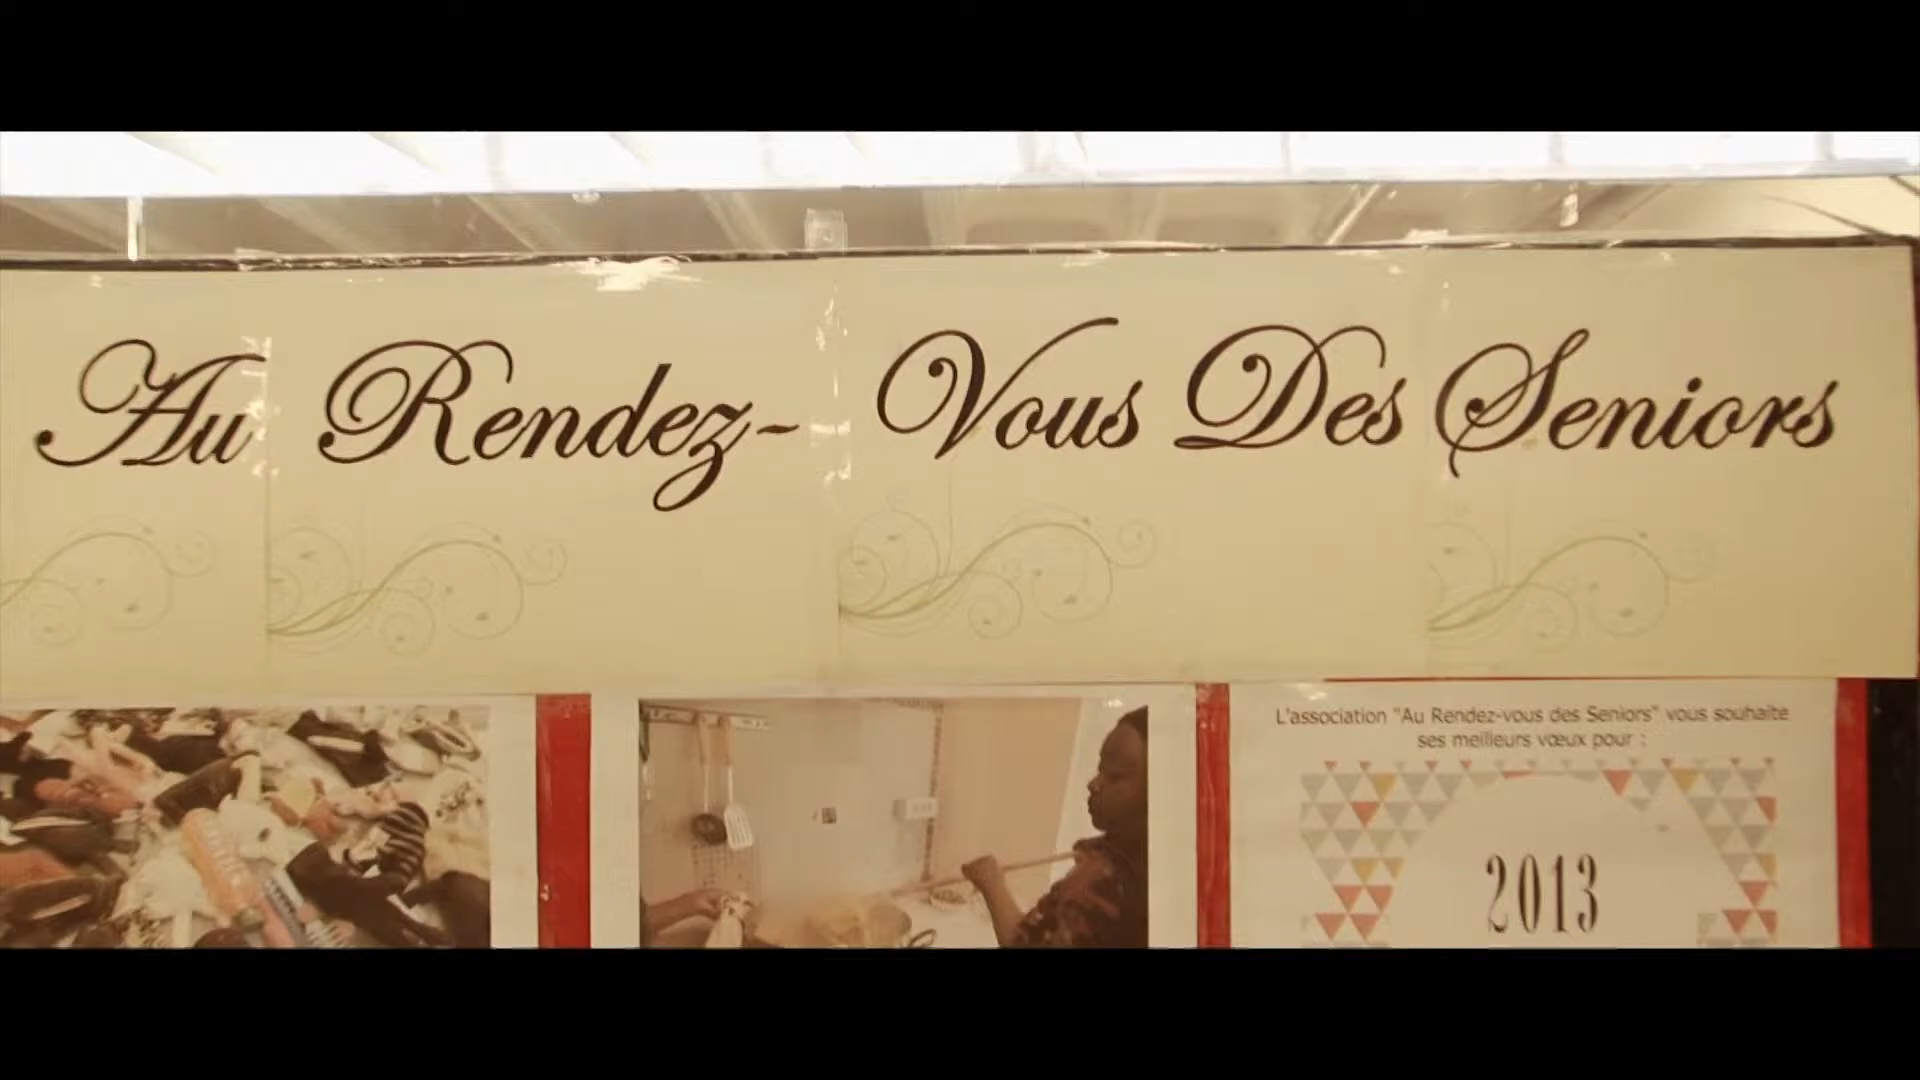 Au Rendez-Vous Des Seniors
L'association "Au Rendez-vous des Seniors" vous souhaite
ses meilleurs vœux pour :
2013